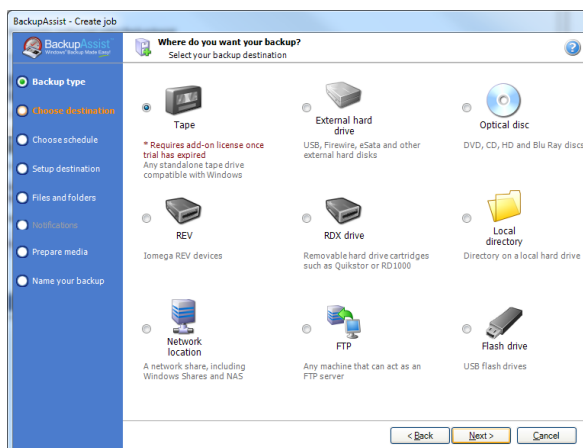 BackupAssist - Create job
BackupAssist
Windows® Backup Made Easy!
Where do you want your backup?
Select your backup destination
Backup type
Choose destination
Choose schedule
Setup destination
Files and folders
Notifications
Prepare media
Name your backup
Tape
* Requires add-on license once
trial has expired
Any standalone tape drive
compatible with Windows
External hard
drive
USB, Firewire, eSata and other
external hard disks
Optical disc
DVD, CD, HD and Blu Ray discs
REV
Iomega REV devices
RDX drive
Removable hard drive cartridges
such as Quikstor or RD1000
Local
directory
Directory on a local hard drive
Network
location
A network share, including
Windows Shares and NAS
FTP
Any machine that can act as an
FTP server
Flash drive
USB flash drives
< Back
Next >
Cancel